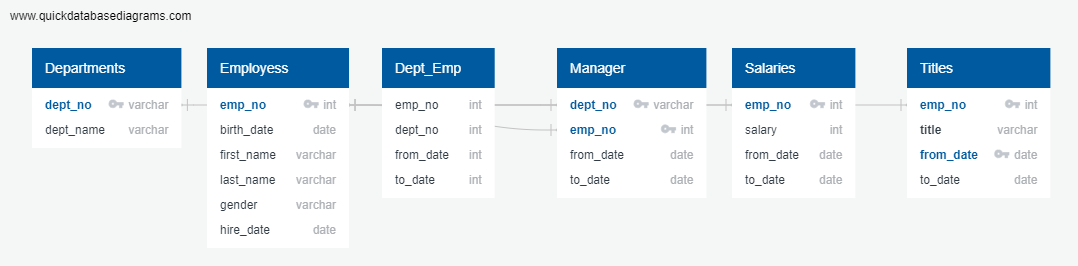 www.quickdatabasediagrams.com
Departments
dept_no varchar
dept_name varchar
Employess
emp_no int
birth_date date
first_name varchar
last_name varchar
gender varchar
hire_date date
Dept_Emp
emp_no int
dept_no int
from_date int
to_date int
Manager
dept_no varchar
emp_no int
from_date date
to_date date
Salaries
emp_no int
salary int
from_date date
to_date date
Titles
emp_no int
title varchar
from_date date
to_date date